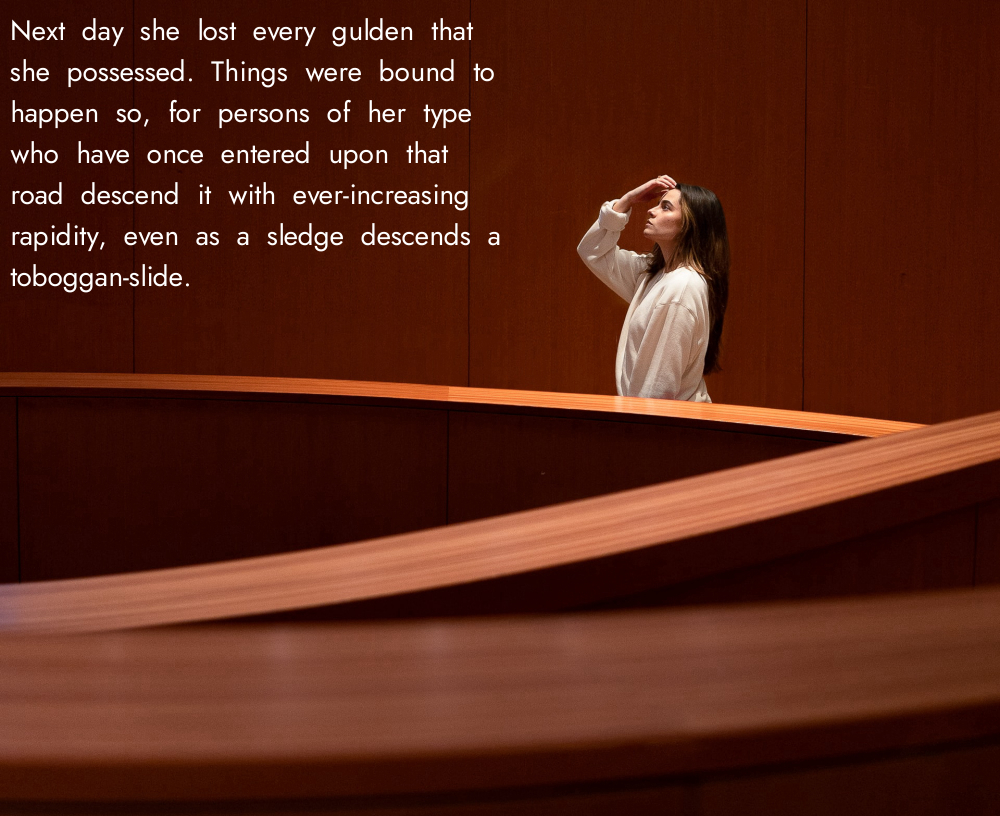 Next day she lost every gulden that
she possessed. Things were bound to
happen so, for persons of her type
who have once entered upon that
road descend it with ever-increasing
rapidity, even as a sledge descends a
toboggan-slide.